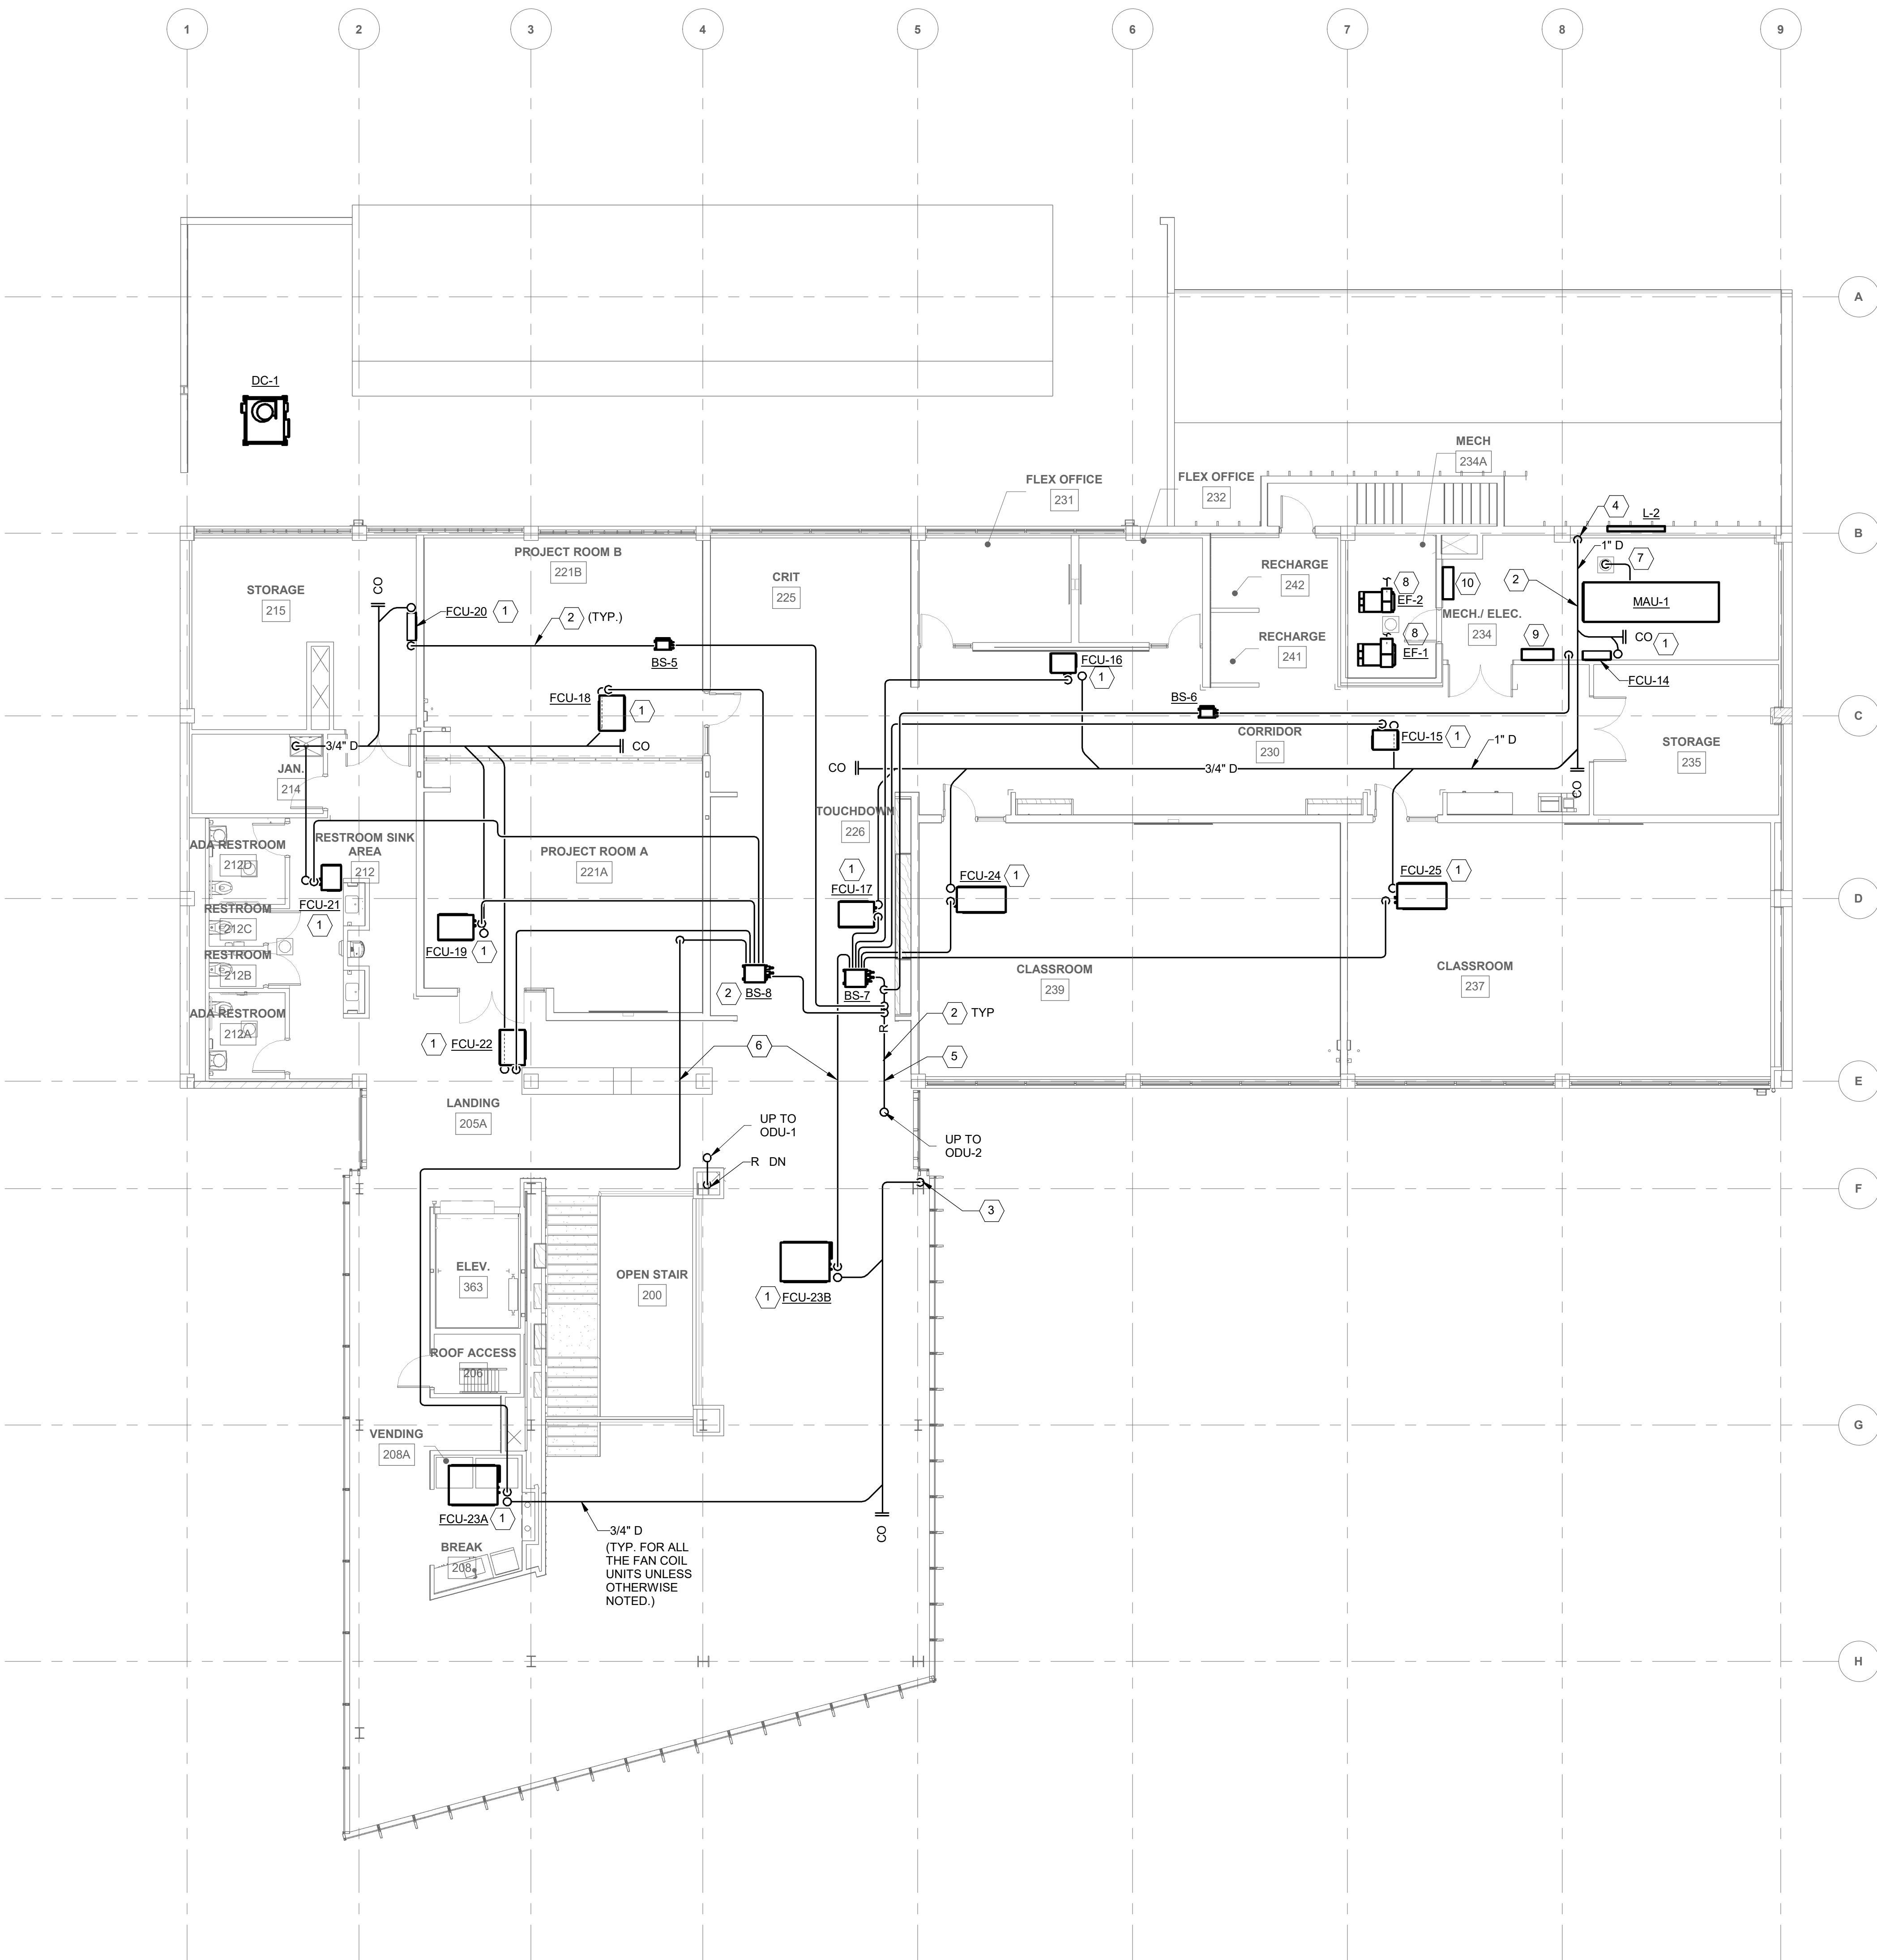 1
2
3
4
5
6
7
8
9
A
DC-1
MECH
234A
FLEX OFFICE
231
FLEX OFFICE
232
4
L-2
B
1" D
7
PROJECT ROOM B
221B
CRIT
225
RECHARGE
242
10
8
EF-2
2
MAU-1
STORAGE
215
CO
FCU-20
1
2
(TYP.)
BS-5
MECH./ ELEC.
234
RECHARGE
241
8
EF-1
9
CO
1
FCU-14
FCU-16
1
FCU-18
1
BS-6
C
CORRIDOR
230
FCU-15
1
1" D
STORAGE
235
3/4" D
CO
CO
3/4" D
CO
JAN.
214
TOUCHDOWN
226
ADA RESTROOM
212D
RESTROOM SINK
AREA
212
PROJECT ROOM A
221A
1
FCU-17
FCU-24
1
FCU-25
1
D
FCU-21
1
RESTROOM
212C
FCU-19
1
RESTROOM
212B
2
BS-8
BS-7
CLASSROOM
239
CLASSROOM
237
ADA RESTROOM
212A
R
2
TYP
1
FCU-22
6
5
E
LANDING
205A
UP TO
ODU-1
UP TO
ODU-2
R DN
F
3
ELEV.
363
OPEN STAIR
200
1
FCU-23B
ROOF ACCESS
206
G
VENDING
208A
FCU-23A
1
CO
3/4" D
(TYP. FOR ALL
THE FAN COIL
UNITS UNLESS
OTHERWISE
NOTED.)
BREAK
208
H